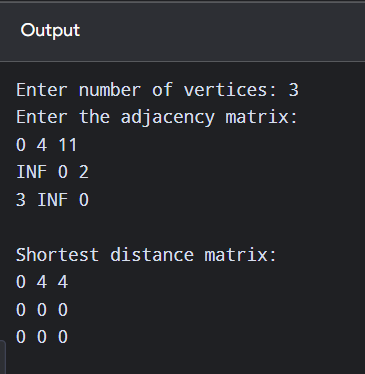 Output
Enter number of vertices: 3
Enter the adjacency matrix:
0 4 11
INF 0 2
3 INF 0
Shortest distance matrix:
0 4 4
0 0 0
0 0 0